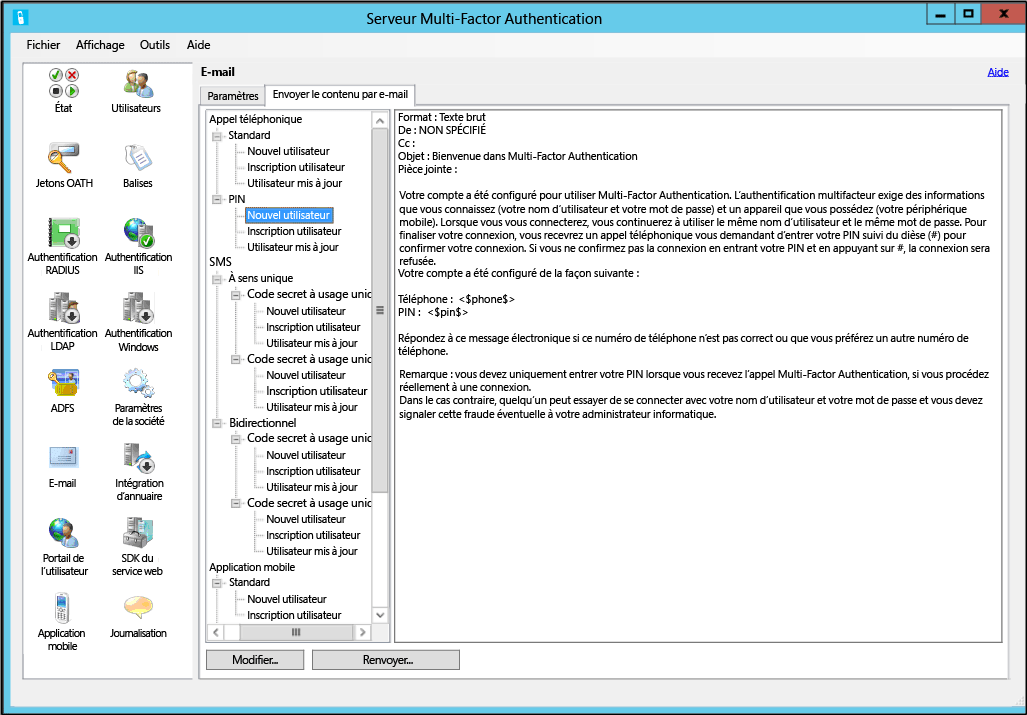 Serveur Multi-Factor Authentication
Fichier Affichage Outils Aide
État
Utilisateurs
Jetons OATH
Balises
Authentification
RADIUS
Authentification
IIS
Authentification
LDAP
Authentification
Windows
ADFS
Paramètres
de la société
E-mail
Intégration
d'annuaire
Portail de
l'utilisateur
SDK du
service web
Application
mobile
Journalisation
E-mail
Aide
Paramètres
Envoyer le contenu par e-mail
Appel téléphonique
Standard
Nouvel utilisateur
Inscription utilisateur
Utilisateur mis à jour
PIN
Nouvel utilisateur
Inscription utilisateur
Utilisateur mis à jour
SMS
À sens unique
Code secret à usage unic
Nouvel utilisateur
Inscription utilisateur
Utilisateur mis à jour
Code secret à usage unic
Nouvel utilisateur
Inscription utilisateur
Utilisateur mis à jour
Bidirectionnel
Code secret à usage unic
Nouvel utilisateur
Inscription utilisateur
Utilisateur mis à jour
Code secret à usage unic
Nouvel utilisateur
Inscription utilisateur
Utilisateur mis à jour
Application mobile
Standard
Nouvel utilisateur
Inscription utilisateur
Format : Texte brut
De : NON SPÉCIFIÉ
Cc :
Objet : Bienvenue dans Multi-Factor Authentication
Pièce jointe :
Votre compte a été configuré pour utiliser Multi-Factor Authentication. L'authentification multifacteur exige des informations
que vous connaissez (votre nom d'utilisateur et votre mot de passe) et un appareil que vous possédez (votre périphérique
mobile). Lorsque vous vous connecterez, vous continuerez à utiliser le même nom d'utilisateur et le même mot de passe. Pour
finaliser votre connexion, vous recevrez un appel téléphonique vous demandant d'entrer votre PIN suivi du dièse (#) pour
confirmer votre connexion. Si vous ne confirmez pas la connexion en entrant votre PIN et en appuyant sur #, la connexion sera
refusée.
Votre compte a été configuré de la façon suivante :
Téléphone : <$phone$>
PIN : <$pin$>
Répondez à ce message électronique si ce numéro de téléphone n'est pas correct ou que vous préférez un autre numéro de
téléphone.
Remarque : vous devez uniquement entrer votre PIN lorsque vous recevez l'appel Multi-Factor Authentication, si vous procédez
réellement à une connexion.
Dans le cas contraire, quelqu'un peut essayer de se connecter avec votre nom d'utilisateur et votre mot de passe et vous devez
signaler cette fraude éventuelle à votre administrateur informatique.
Modifier...
Renvoyer...